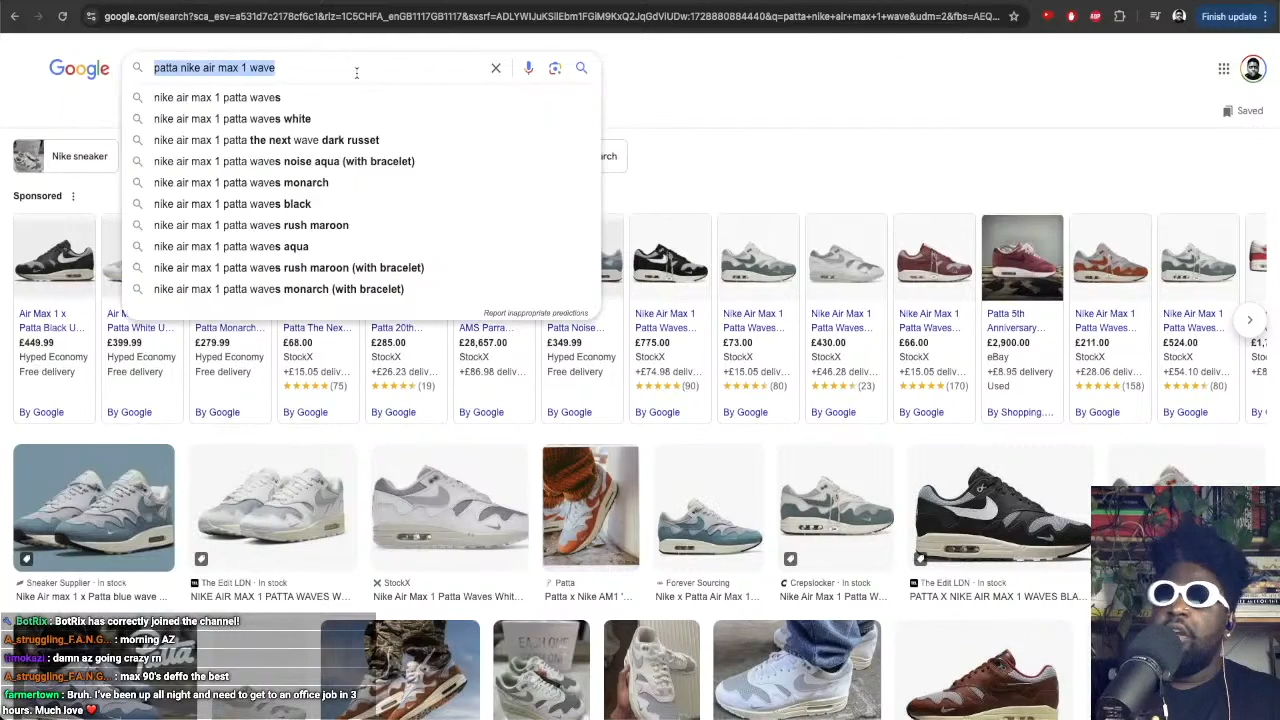 google.com/search?sca_esv=a531d7c2178cf6c1&rlz=1C5CHFA_enGB1117GB1117&sxsrf=ADLYWIJuKSiIEbm1FGiM9KxQ2JqGdViUDw:1728880884440&q=patta+nike+air+max+1+wave&udm=2&fbs=AEQ...
Finish update
Google
patta nike air max 1 wave
nike air max 1 patta waves
nike air max 1 patta waves white
nike air max 1 patta the next wave dark russet
nike air max 1 patta waves noise aqua (with bracelet)
nike air max 1 patta waves monarch
nike air max 1 patta waves black
nike air max 1 patta waves rush maroon
nike air max 1 patta waves aqua
nike air max 1 patta waves rush maroon (with bracelet)
nike air max 1 patta waves monarch (with bracelet)
Report inappropriate predictions
Saved
Nike sneaker
rch
Sponsored
Air Max 1 x
Patta Black U...
£449.99
Hyped Economy
Free delivery
By Google
Air M
Patta White U...
£399.99
Hyped Economy
Free delivery
By Google
Patta Monarch...
£279.99
Hyped Economy
Free delivery
By Google
Patta The Nex...
£68.00
StockX
+£15.05 deliv...
(75)
By Google
Patta 20th...
£285.00
StockX
+£26.23 deliv...
(19)
By Google
AMS Parra...
£28,657.00
StockX
+£86.98 deliv...
By Google
Patta Noise...
£349.99
Hyped Economy
Free delivery
By Google
Nike Air Max 1
Patta Waves...
£775.00
StockX
+£74.98 deliv...
(90)
By Google
Nike Air Max 1
Patta Waves...
£73.00
StockX
+£15.05 deliv...
(80)
By Google
Nike Air Max 1
Patta Waves...
£430.00
StockX
+£46.28 deliv...
(23)
By Google
Nike Air Max 1
Patta Waves...
£66.00
StockX
+£15.05 deliv...
(170)
By Google
Patta 5th
Anniversary...
£2,900.00
eBay
+£8.95 delivery
Used
By Shopping....
Nike Air Max 1
Patta Waves...
£211.00
StockX
+£28.06 deliv...
(158)
By Google
Nike Air Max 1
Patta Waves...
£524.00
StockX
+£54.10 deliv...
(80)
By Google
Sneaker Supplier · In stock
Nike Air max 1 x Patta blue wave ...
The Edit LDN · In stock
NIKE AIR MAX 1 PATTA WAVES W...
StockX
Nike Air Max 1 Patta Waves Whit...
Patta
Patta x Nike AM1 '...
Forever Sourcing
Nike x Patta Air Max 1...
Crepslocker · In stock
Nike Air Max 1 Patta W...
The Edit LDN · In stock
PATTA X NIKE AIR MAX 1 WAVES BLA...
BotRix : BotRix has correctly joined the channel!
A_struggling_F.A.N.G... : morning AZ
timokazi : damn az going crazy rn
A_struggling_F.A.N.G... : max 90's deffo the best
farmertown : Bruh. I've been up all night and need to get to an office job in 3
hours. Much love ❤️